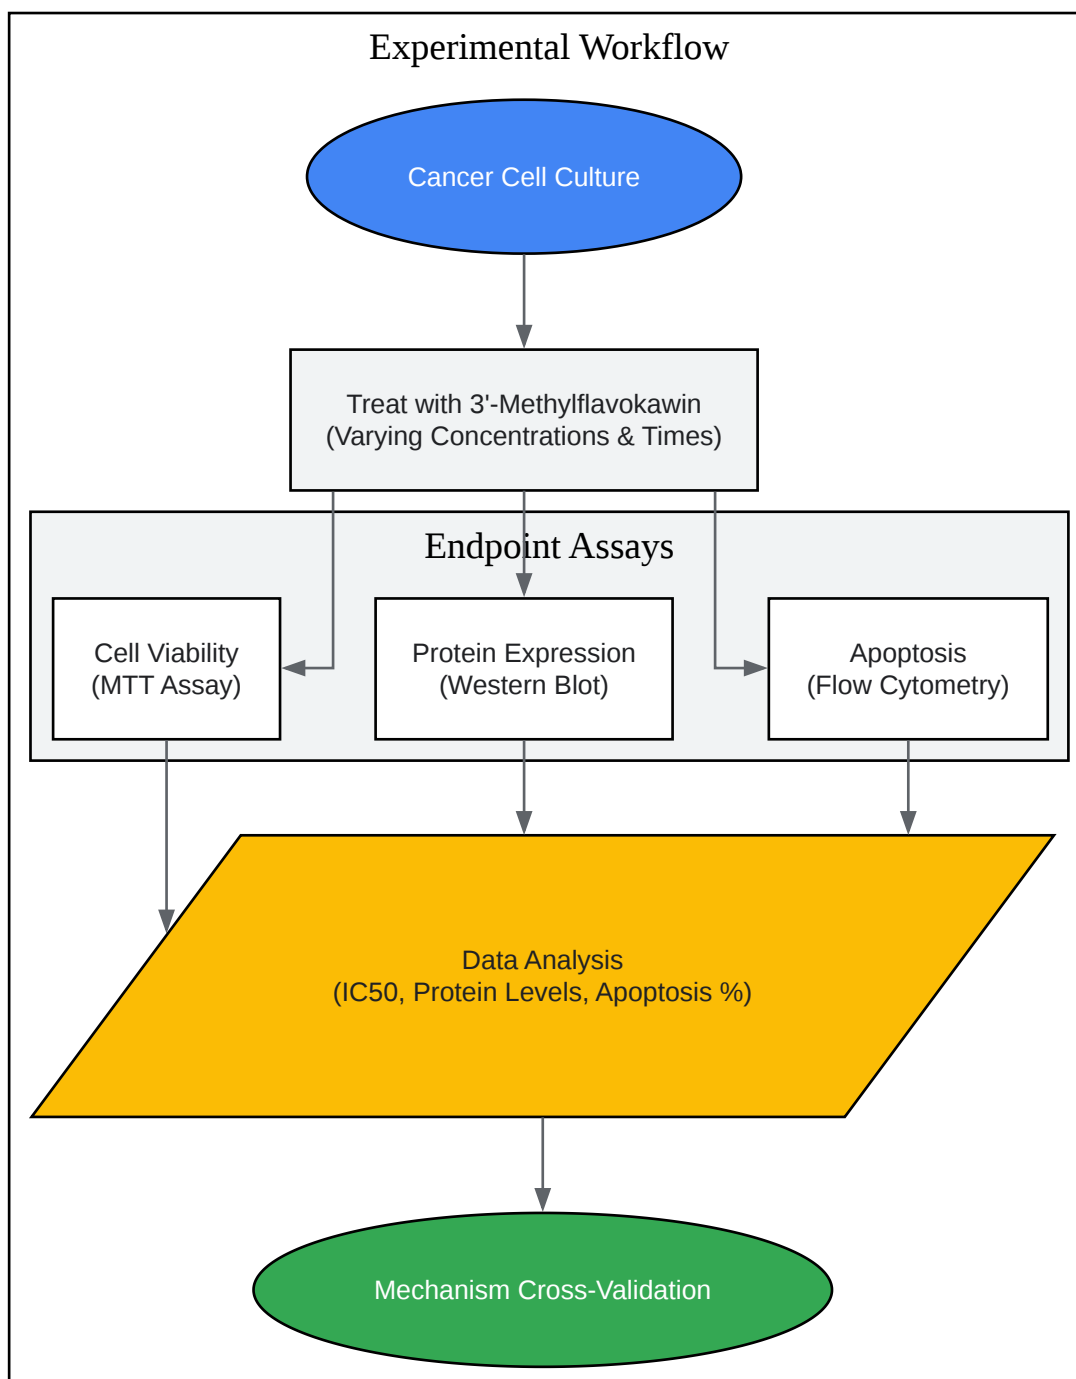 Experimental Workflow
Cancer Cell Culture
Treat with 3'-Methylflavokawin
(Varying Concentrations & Times)
Endpoint Assays
Cell Viability
(MTT Assay)
Protein Expression
(Western Blot)
Apoptosis
(Flow Cytometry)
Data Analysis
(IC50, Protein Levels, Apoptosis %)
Mechanism Cross-Validation